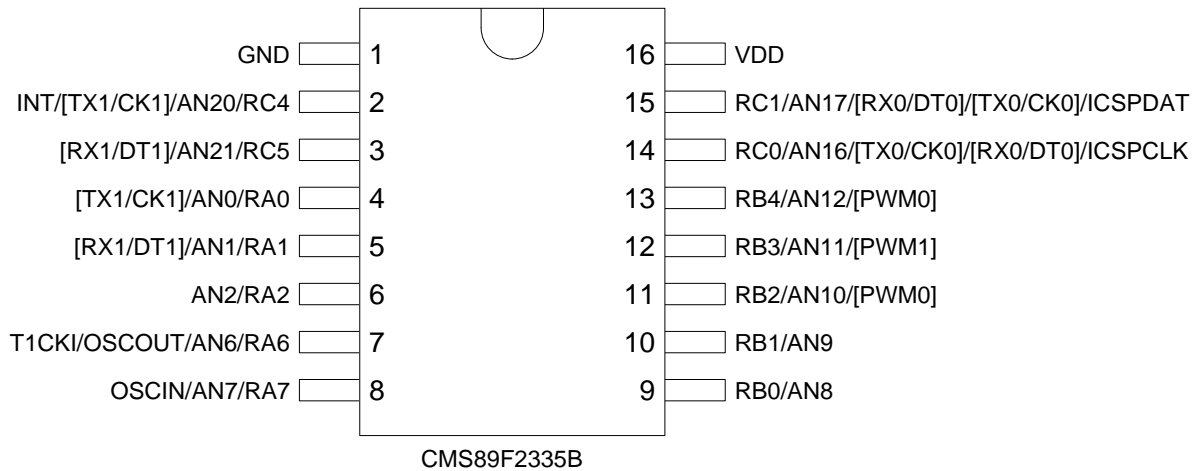 GND 1 16 VDD
INT/[TX1/CK1]/AN20/RC4 2 15 RC1/AN17/[RX0/DT0]/[TX0/CK0]/ICSPDAT
[RX1/DT1]/AN21/RC5 3 14 RC0/AN16/[TX0/CK0]/[RX0/DT0]/ICSPCLK
[TX1/CK1]/AN0/RA0 4 13 RB4/AN12/[PWM0]
[RX1/DT1]/AN1/RA1 5 12 RB3/AN11/[PWM1]
AN2/RA2 6 11 RB2/AN10/[PWM0]
T1CKI/OSCOUT/AN6/RA6 7 10 RB1/AN9
OSCIN/AN7/RA7 8 9 RB0/AN8
CMS89F2335B